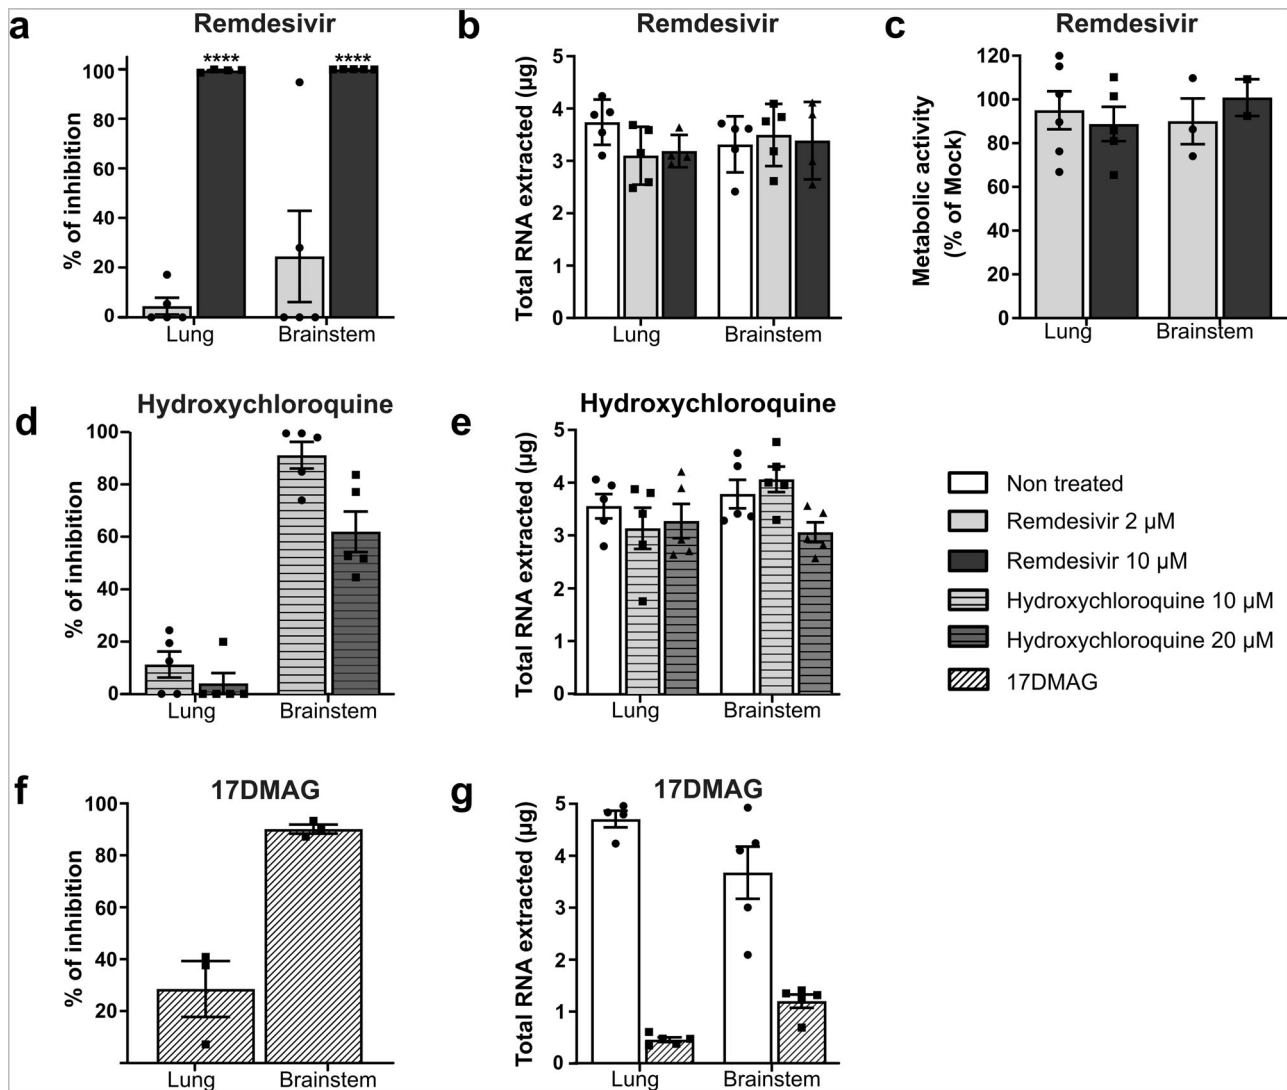 a
Remdesivir
% of inhibition
100
80
60
40
20
0
****
****
Lung
Brainstem
b
Remdesivir
Total RNA extracted (µg)
5
4
3
2
1
0
Lung
Brainstem
c
Remdesivir
Metabolic activity
(% of Mock)
120
100
80
60
40
20
0
Lung
Brainstem
d
Hydroxychloroquine
% of inhibition
100
80
60
40
20
0
Lung
Brainstem
e
Hydroxychloroquine
Total RNA extracted (µg)
5
4
3
2
1
0
Lung
Brainstem
Non treated
Remdesivir 2 µM
Remdesivir 10 µM
Hydroxychloroquine 10 µM
Hydroxychloroquine 20 µM
17DMAG
f
17DMAG
% of inhibition
100
80
60
40
20
Lung
Brainstem
g
17DMAG
Total RNA extracted (µg)
5
4
3
2
1
0
Lung
Brainstem